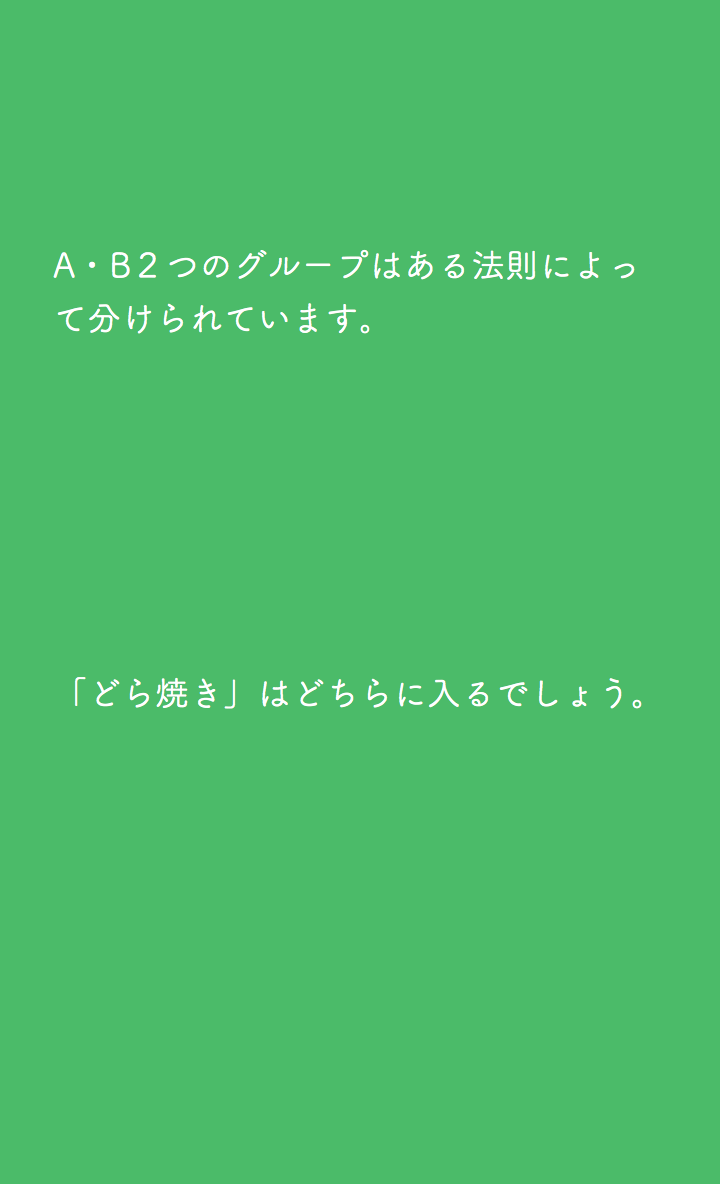 A・B２つのグループはある法則によっ
て分けられています。
「どら焼き」はどちらに入るでしょう。